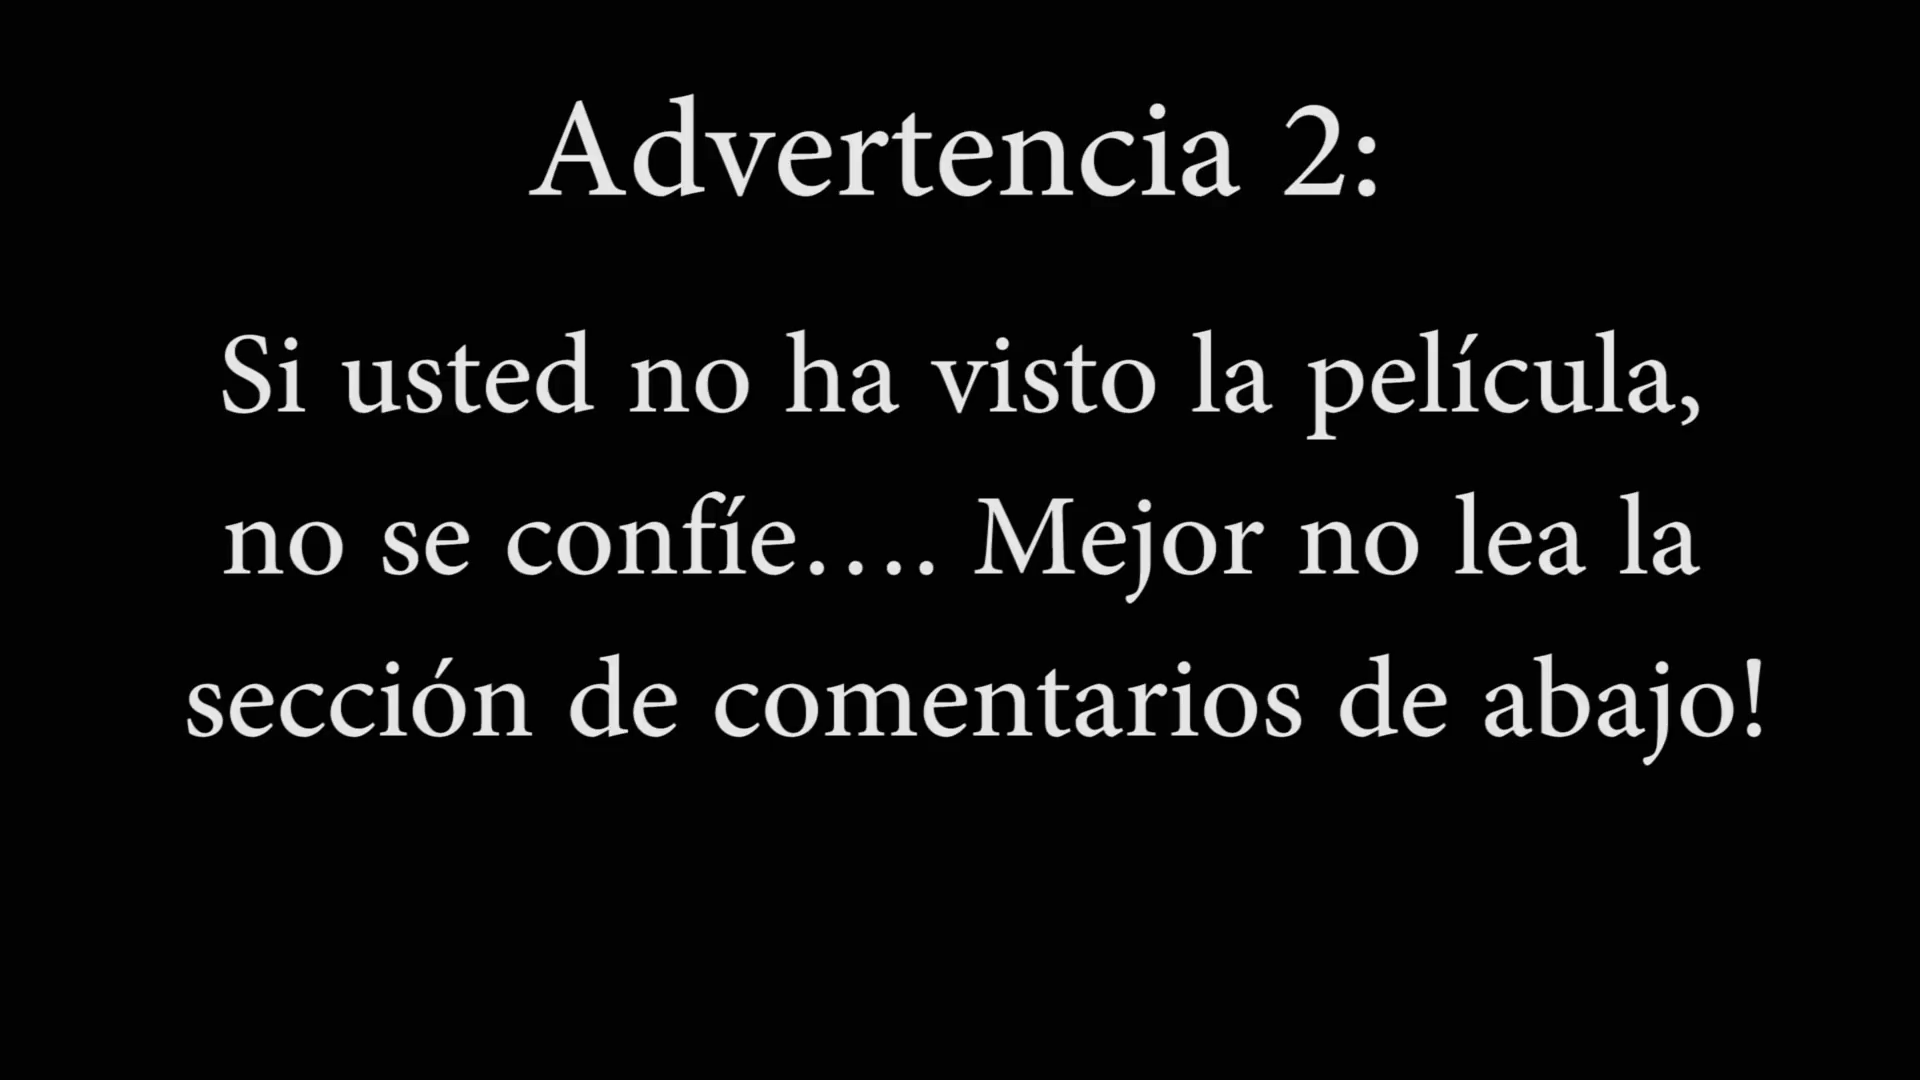 Advertencia 2:
Si usted no ha visto la película,
no se confíe.... Mejor no lea la
sección de comentarios de abajo!